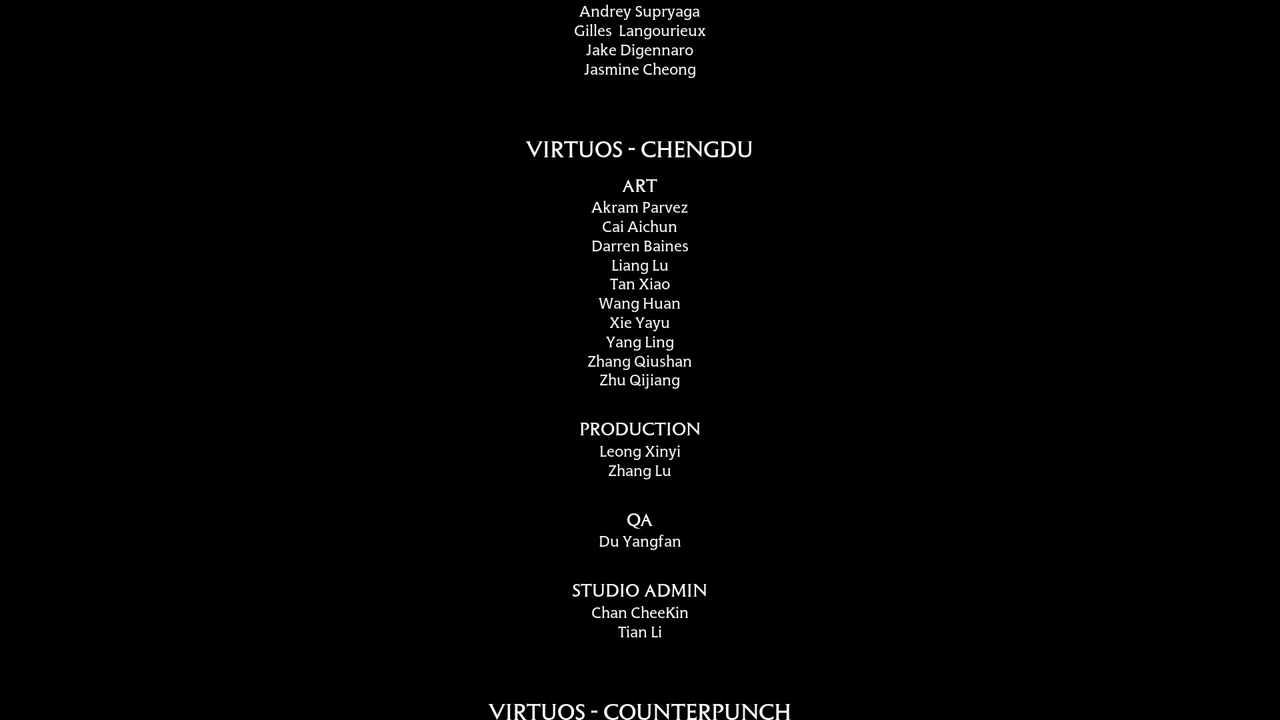 Andrey Supryaga
Gilles  Langourieux
Jake Digennaro
Jasmine Cheong
VIRTUOS - CHENGDU
ART
Akram Parvez
Cai Aichun
Darren Baines
Liang Lu
Tan Xiao
Wang Huan
Xie Yayu
Yang Ling
Zhang Qiushan
Zhu Qijiang
PRODUCTION
Leong Xinyi
Zhang Lu
QA
Du Yangfan
STUDIO ADMIN
Chan CheeKin
Tian Li
VIRTUOS - COUNTERPUNCH